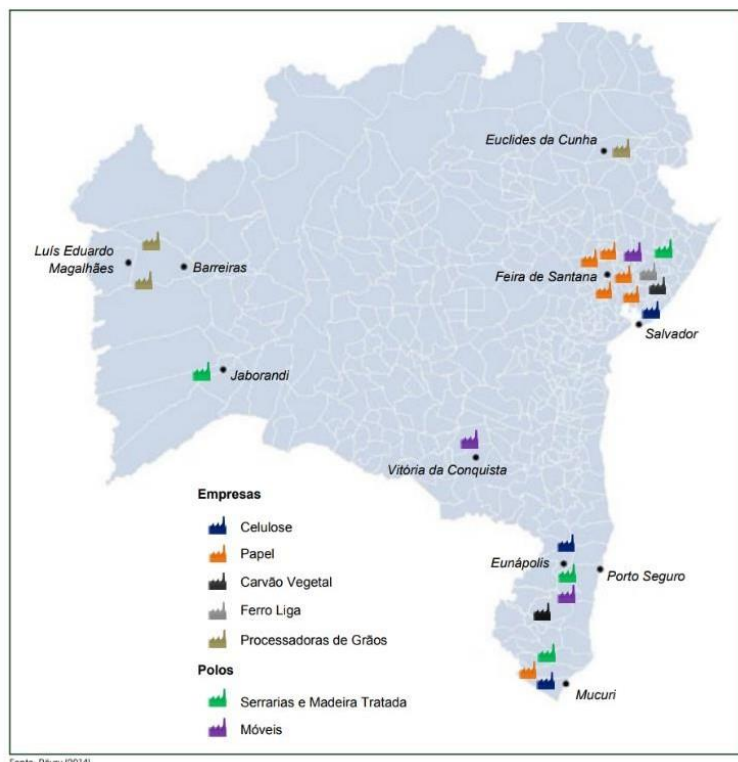 Euclides da Cunha
Luís Eduardo
Magalhães
Barreiras
Feira de Santana
Salvador
Jaborandi
Vitória da Conquista
Empresas
Celulose
Papel
Carvão Vegetal
Ferro Liga
Processadoras de Grãos
Polos
Serrarias e Madeira Tratada
Móveis
Eunápolis
Porto Seguro
Mucuri